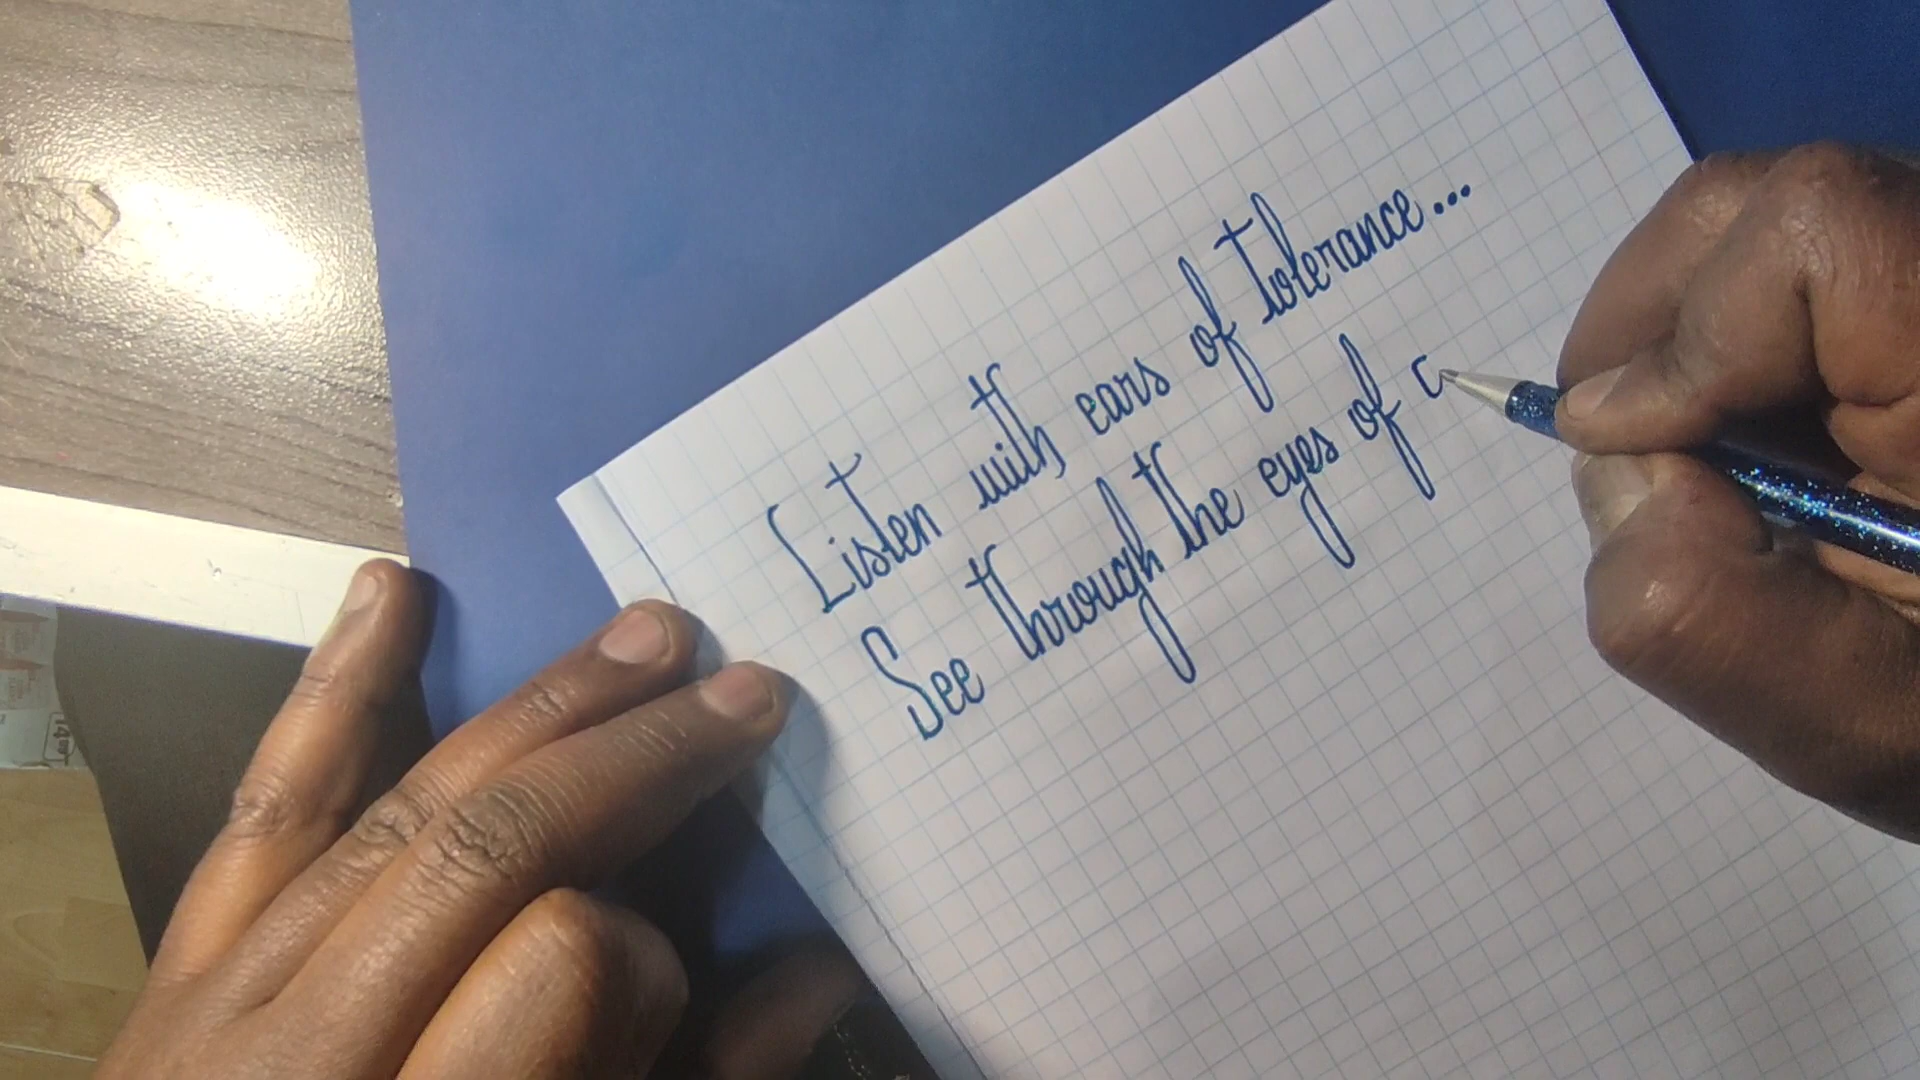 Listen with ears of tolerance...
See through the eyes of c